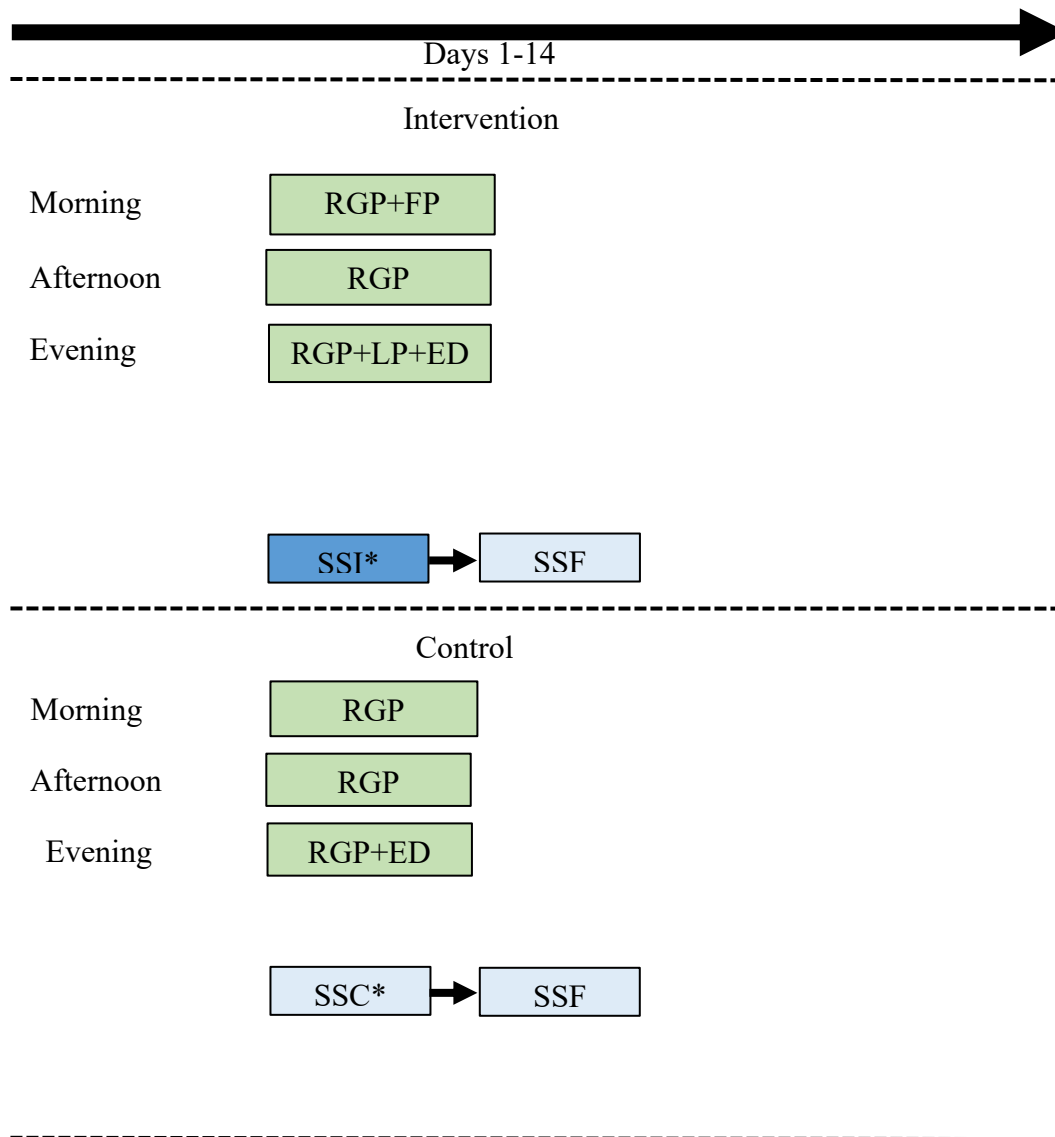 Days 1-14
Intervention
Morning RGP+FP
Afternoon RGP
Evening RGP+LP+ED
SSI* SSF
Control
Morning RGP
Afternoon RGP
Evening RGP+ED
SSC* SSF